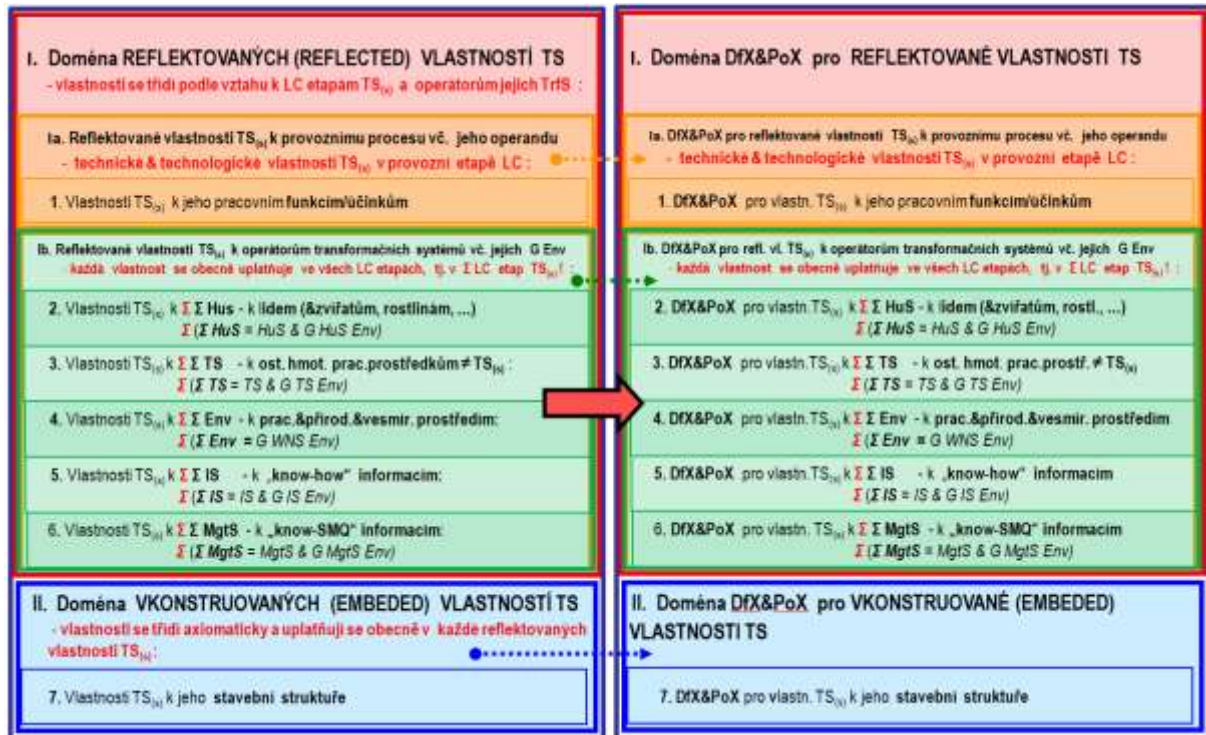 I. Doména REFLEKTOVANÝCH (REFLECTED) VLASTNOSTÍ TS
- vlastnosti se třídí podle vztahu k LC etapám TS(s) a operátorům jejich TrfS :
Ia. Reflektované vlastnosti TS(s) k provoznímu procesu vč. jeho operandu
- technické & technologické vlastnosti TS(s) v provozní etapě LC :
1. Vlastnosti TS(s) k jeho pracovním funkcím/účinkům
Ib. Reflektované vlastnosti TS(s) k operátorům transformačních systémů vč. jejich G Env
- každá vlastnost se obecně uplatňuje ve všech LC etapách, tj. v Σ LC etap TS(s)! :
2. Vlastnosti TS(s) k Σ Σ Hus - k lidem (&zvířatům, rostlinám, ...)
Σ (Σ HuS = HuS & G HuS Env)
3. Vlastnosti TS(s) k Σ Σ TS - k ost. hmot. prac.prostředkům ≠ TS(s) :
Σ (Σ TS = TS & G TS Env)
4. Vlastnosti TS(s) k Σ Σ Env - k prac.&přírod.&vesmír. prostředím:
Σ (Σ Env = G WNS Env)
5. Vlastnosti TS(s) k Σ Σ IS - k „know-how“ informacím:
Σ (Σ IS = IS & G IS Env)
6. Vlastnosti TS(s) k Σ Σ MgtS - k „know-SMQ“ informacím:
Σ (Σ MgtS = MgtS & G MgtS Env)
II. Doména VKONSTRUOVANÝCH (EMBEDED) VLASTNOSTÍ TS
- vlastnosti se třídí axiomaticky a uplatňují se obecně v každé reflektovaných
vlastností TS(s) :
7. Vlastnosti TS(s) k jeho stavební struktuře
I. Doména DfX&PoX pro REFLEKTOVANÉ VLASTNOSTI TS
Ia. DfX&PoX pro reflektované vlastnosti TS(s) k provoznímu procesu vč. jeho operandu
- technické & technologické vlastnosti TS(s) v provozní etapě LC :
1. DfX&PoX pro vlastn. TS(s) k jeho pracovním funkcím/účinkům
Ib. DfX&PoX pro refl. vl. TS(s) k operátorům transformačních systémů vč. jejich G Env
- každá vlastnost se obecně uplatňuje ve všech LC etapách, tj. v Σ LC etap TS(s)! :
2. DfX&PoX pro vlastn. TS(s) k Σ Σ HuS - k lidem (&zvířatům, rostl., ...)
Σ (Σ HuS = HuS & G HuS Env)
3. DfX&PoX pro vlastn. TS(s) k Σ Σ TS - k ost. hmot. prac. prostř. ≠ TS(s)
Σ (Σ TS = TS & G TS Env)
4. DfX&PoX pro vlastn. TS(s) k Σ Σ Env - k prac.&přírod.&vesmír. prostředím
Σ (Σ Env = G WNS Env)
5. DfX&PoX pro vlastn. TS(s) k Σ Σ IS - k „know-how“ informacím
Σ (Σ IS = IS & G IS Env)
6. DfX&PoX pro vlastn. TS(s) k Σ Σ MgtS - k „know-SMQ“ informacím
Σ (Σ MgtS = MgtS & G MgtS Env)
II. Doména DfX&PoX pro VKONSTRUOVANÉ (EMBEDED)
VLASTNOSTI TS
7. DfX&PoX pro vlastn. TS(s) k jeho stavební struktuře